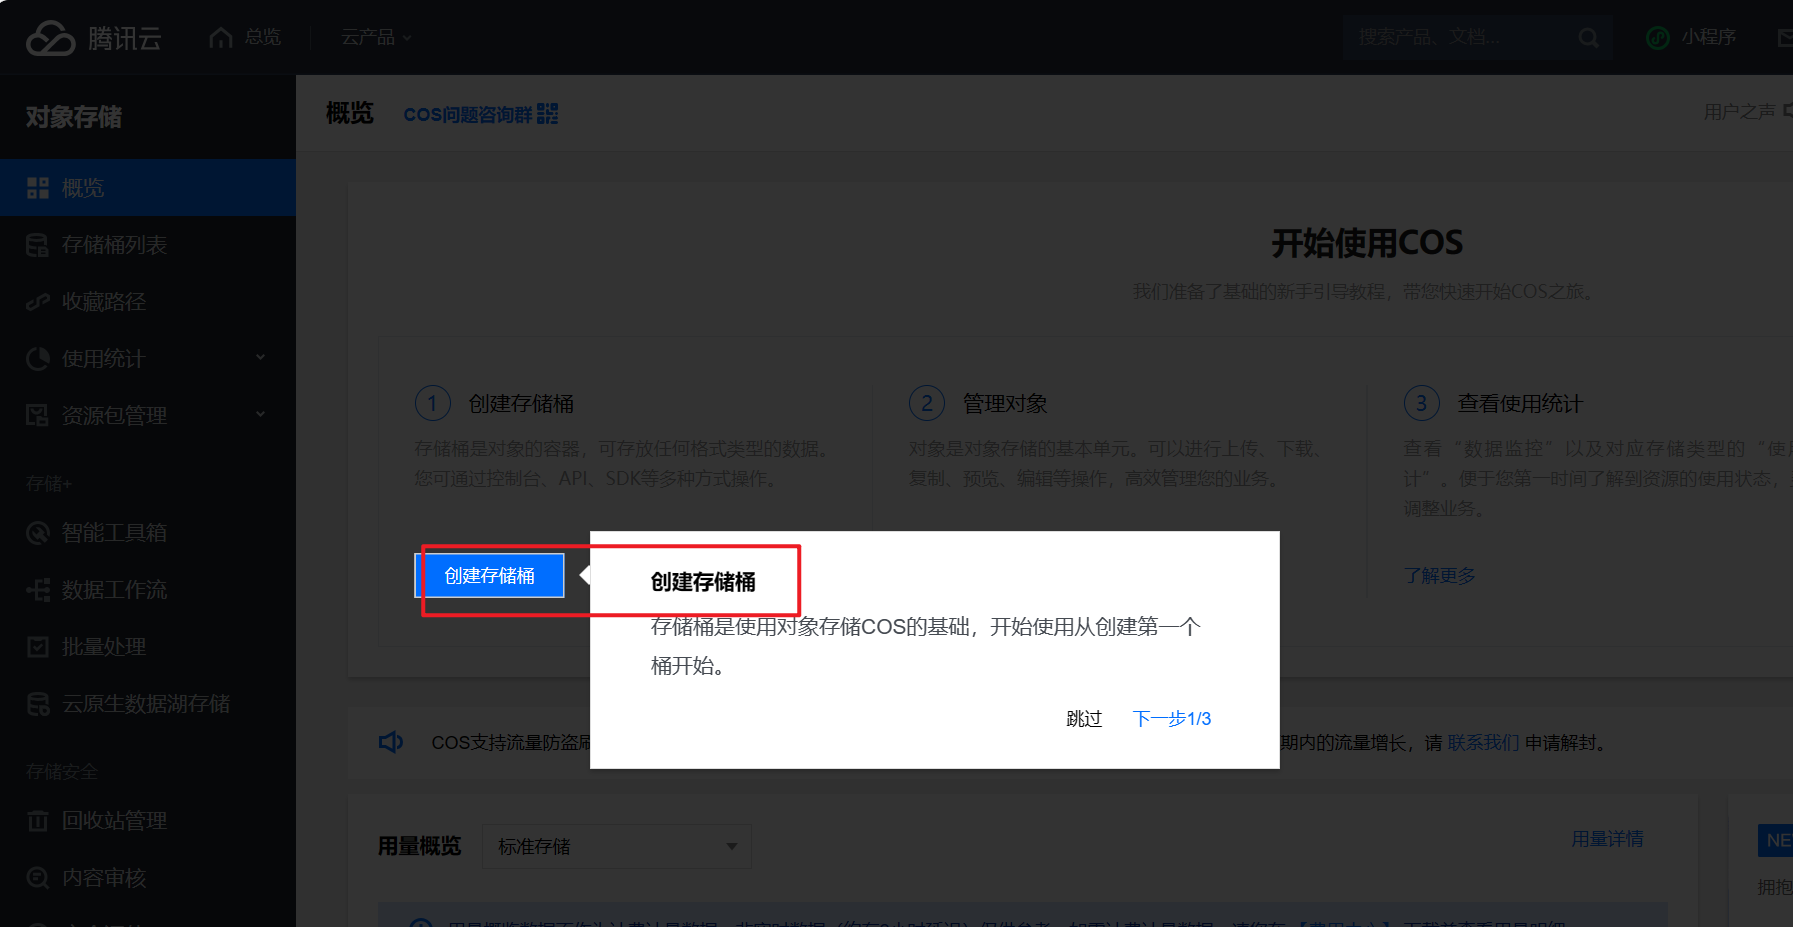 腾讯云
总览
云产品
搜索产品、文档...
小程序
对象存储
概览
COS问题咨询群
用户之声
概览
存储桶列表
收藏路径
使用统计
资源包管理
存储+
智能工具箱
数据工作流
批量处理
云原生数据湖存储
存储安全
回收站管理
内容审核
开始使用COS
我们准备了基础的新手引导教程，带您快速开始COS之旅。
1 创建存储桶
存储桶是对象的容器，可存放任何格式类型的数据。
您可通过控制台、API、SDK等多种方式操作。
创建存储桶
2 管理对象
对象是对象存储的基本单元。可以进行上传、下载、
复制、预览、编辑等操作，高效管理您的业务。
3 查看使用统计
查看“数据监控”以及对应存储类型的“使用
计”。便于您第一时间了解到资源的使用状态，
调整业务。
了解更多
创建存储桶
存储桶是使用对象存储COS的基础，开始使用从创建第一个
桶开始。
跳过
下一步1/3
COS支持流量防盗刷
期内的流量增长，请 联系我们 申请解封。
用量概览
标准存储
用量详情
NE
拥抱